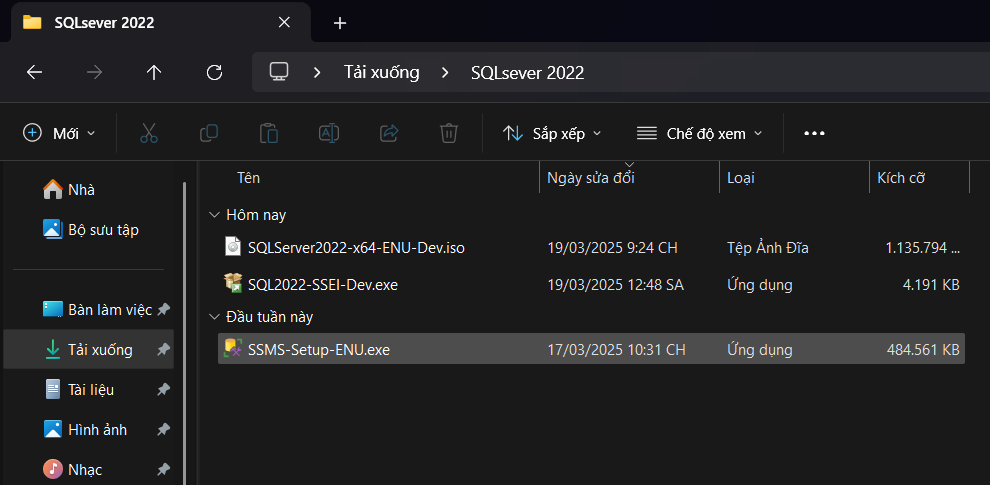 SQLsever 2022
Tải xuống SQLsever 2022
Mới Sắp xếp Chế độ xem
Tên Ngày sửa đổi Loại Kích cỡ
Nhà
Bộ sưu tập
Bàn làm việc
Tải xuống
Tài liệu
Hình ảnh
Nhạc
Hôm nay
SQLServer2022-x64-ENU-Dev.iso 19/03/2025 9:24 CH Tệp Ảnh Đĩa 1.135.794 ...
SQL2022-SSEI-Dev.exe 19/03/2025 12:48 SA Ứng dụng 4.191 KB
Đầu tuần này
SSMS-Setup-ENU.exe 17/03/2025 10:31 CH Ứng dụng 484.561 KB